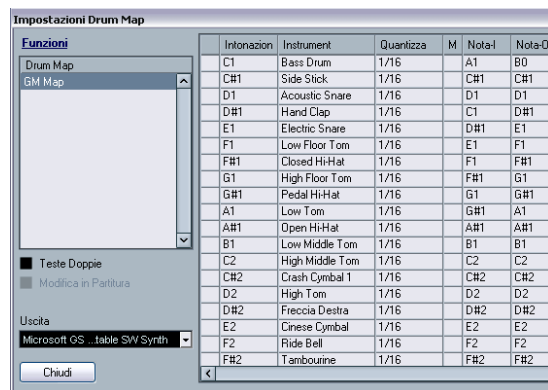 Impostazioni Drum Map
Funzioni
Drum Map
GM Map
Teste Doppie
Modifica in Partitura
Uscita
Microsoft GS ...table SW Synth
Chiudi
Intonazion Instrument Quantizza M Nota-I Nota-O
C1 Bass Drum 1/16 A1 B0
C#1 Side Stick 1/16 C#1 C#1
D1 Acoustic Snare 1/16 D1 D1
D#1 Hand Clap 1/16 C1 D#1
E1 Electric Snare 1/16 D#1 E1
F1 Low Floor Tom 1/16 E1 F1
F#1 Closed Hi-Hat 1/16 F1 F#1
G1 High Floor Tom 1/16 F#1 G1
G#1 Pedal Hi-Hat 1/16 G1 G#1
A1 Low Tom 1/16 G#1 A1
A#1 Open Hi-Hat 1/16 A#1 A#1
B1 Low Middle Tom 1/16 B1 B1
C2 High Middle Tom 1/16 C2 C2
C#2 Crash Cymbal 1 1/16 C#2 C#2
D2 High Tom 1/16 D2 D2
D#2 Freccia Destra 1/16 D#2 D#2
E2 Cinese Cymbal 1/16 E2 E2
F2 Ride Bell 1/16 F2 F2
F#2 Tambourine 1/16 F#2 F#2